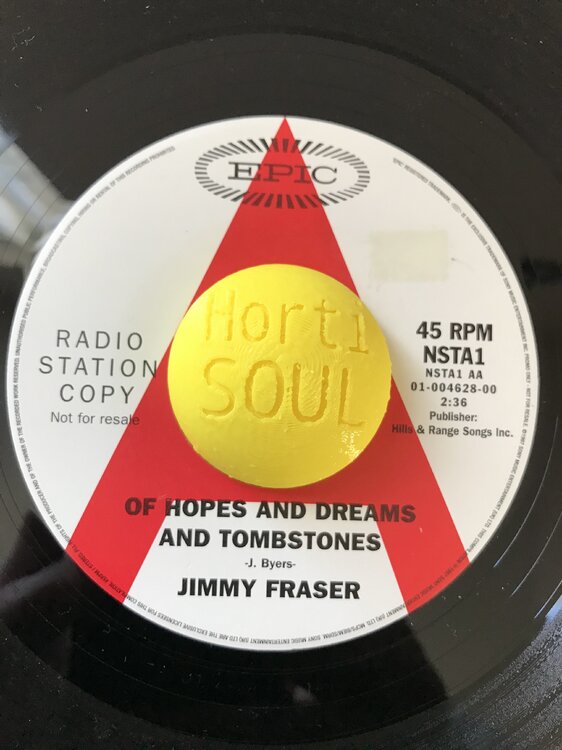 EPIC
RADIO
STATION
COPY
Not for resale
Horti
SOUL
45 RPM
NSTA1
NSTA1 AA
01-004628-00
2:36
Publisher:
Hills & Range Songs Inc.
OF HOPES AND DREAMS
AND TOMBSTONES
-J. Byers-
JIMMY FRASER